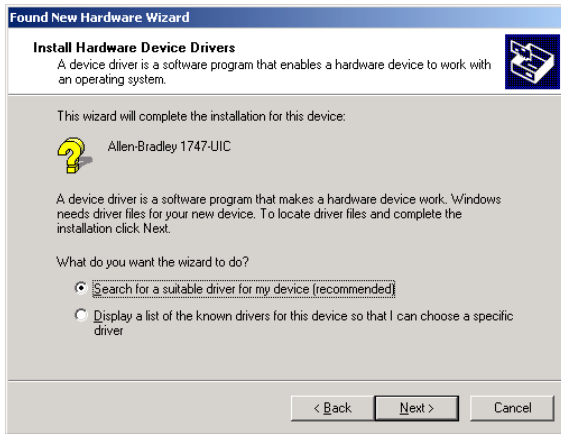 Found New Hardware Wizard
Install Hardware Device Drivers
A device driver is a software program that enables a hardware device to work with
an operating system.
This wizard will complete the installation for this device:
Allen-Bradley 1747-UIC
A device driver is a software program that makes a hardware device work. Windows
needs driver files for your new device. To locate driver files and complete the
installation click Next.
What do you want the wizard to do?
Search for a suitable driver for my device (recommended)
Display a list of the known drivers for this device so that I can choose a specific
driver
< Back Next > Cancel